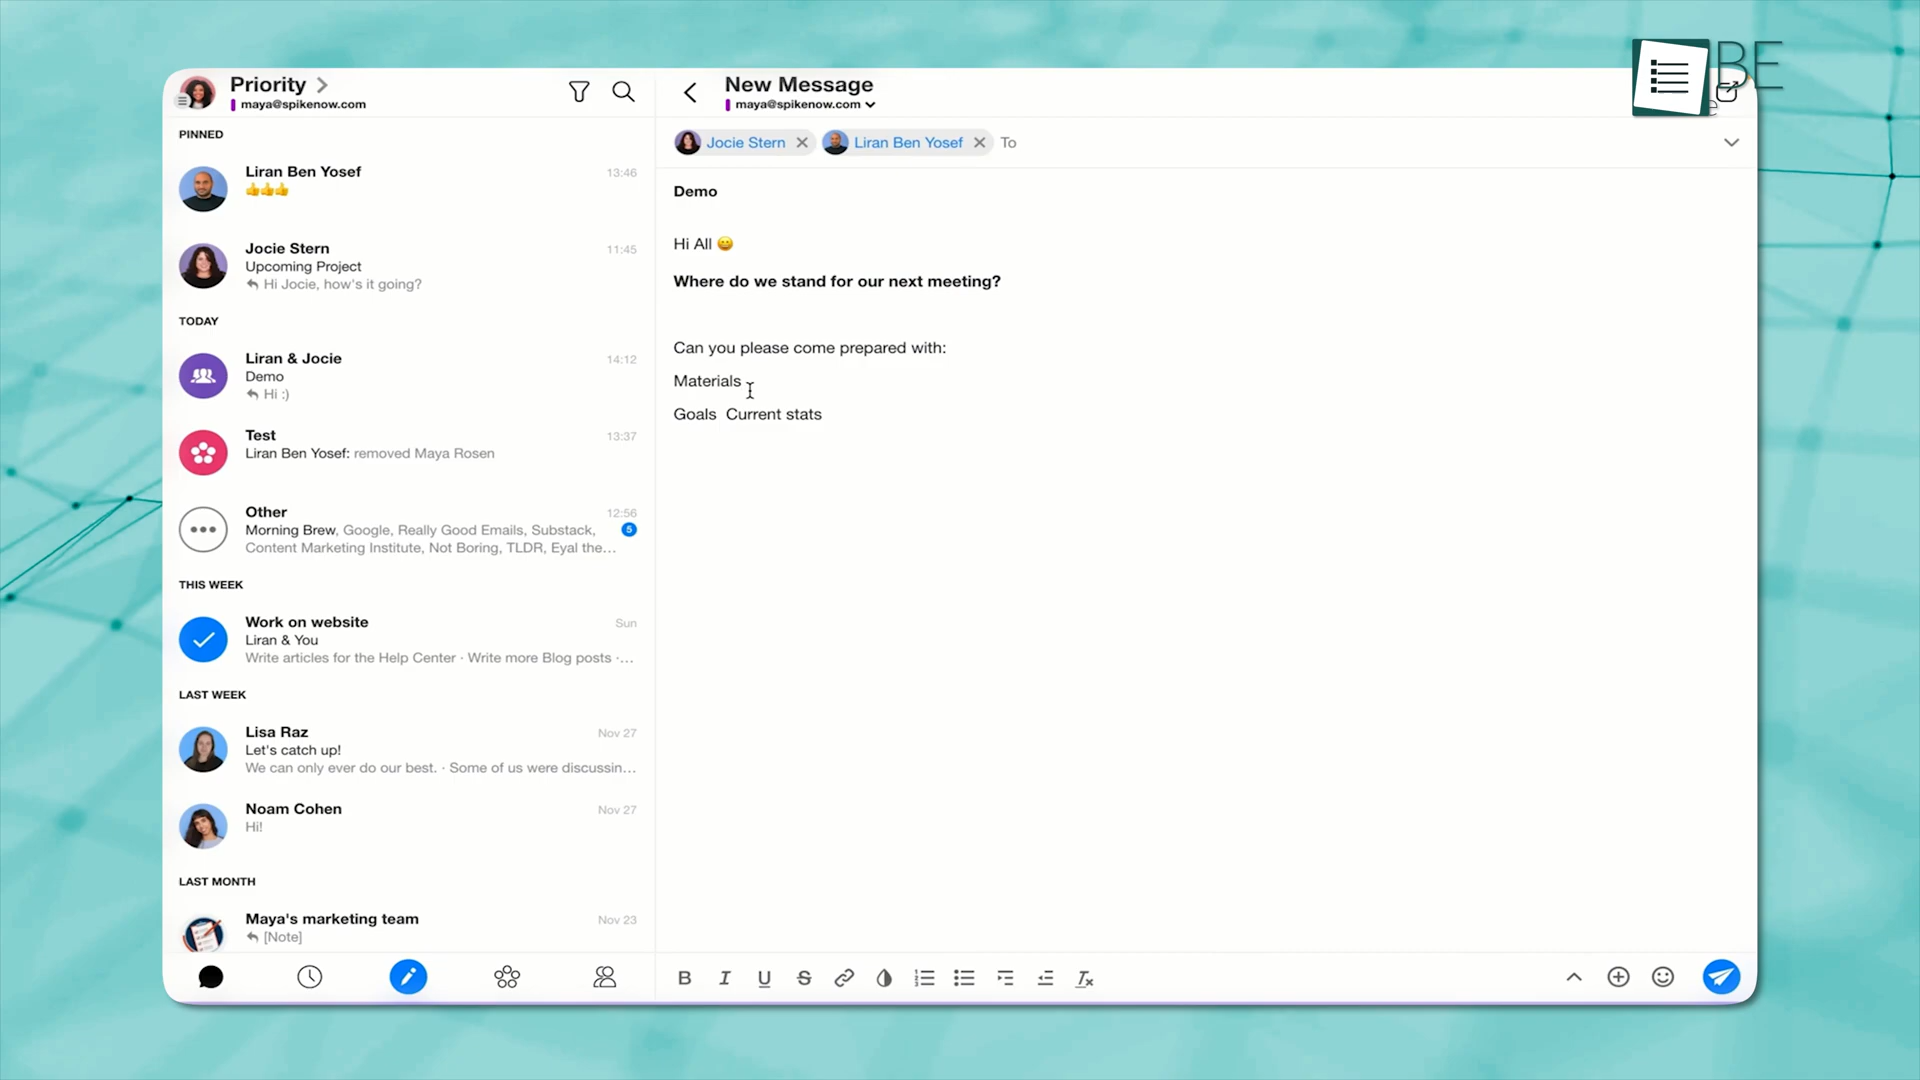 BE
e
Priority
maya@spikenow.com
PINNED
Liran Ben Yosef 13:46
👍👍👍
Jocie Stern 11:45
Upcoming Project
Hi Jocie, how's it going?
TODAY
Liran & Jocie 14:12
Demo
Hi :)
Test 13:37
Liran Ben Yosef: removed Maya Rosen
Other 12:56
Morning Brew, Google, Really Good Emails, Substack, 5
Content Marketing Institute, Not Boring, TLDR, Eyal the...
THIS WEEK
Work on website Sun
Liran & You
Write articles for the Help Center · Write more Blog posts ·...
LAST WEEK
Lisa Raz Nov 27
Let's catch up!
We can only ever do our best. · Some of us were discussin...
Noam Cohen Nov 27
Hi!
LAST MONTH
Maya's marketing team Nov 23
[Note]
New Message
maya@spikenow.com
Jocie Stern Liran Ben Yosef To
Demo
Hi All 😀
Where do we stand for our next meeting?
Can you please come prepared with:
Materials
Goals Current stats
B I U S Tx